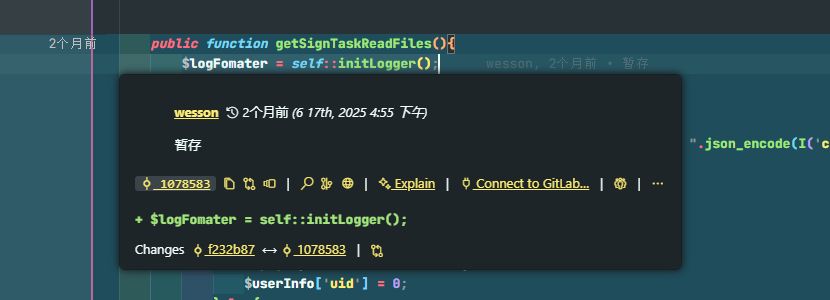 2个月前 public function getSignTaskReadFiles(){
$logFomater = self::initLogger(); wesson, 2个月前 • 暂存
wesson 2个月前 (6 17th, 2025 4:55 下午)
暂存
".json_encode(I('c
1078583 | | Explain | Connect to GitLab... | | ...
+ $logFomater = self::initLogger();
Changes f232b87 ↔ 1078583 |
$userInfo['uid'] = 0;